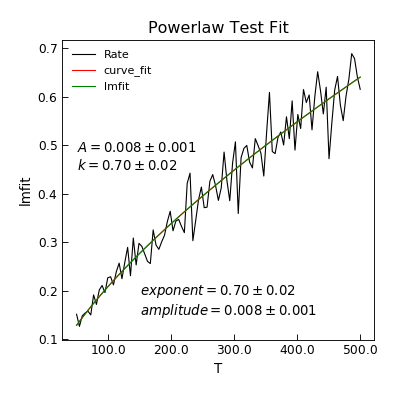 Powerlaw Test Fit
Rate
curve_fit
lmfit
A = 0.008 ± 0.001
k = 0.70 ± 0.02
exponent = 0.70 ± 0.02
amplitude = 0.008 ± 0.001
lmfit
0.7
0.6
0.5
0.4
0.3
0.2
0.1
100.0 200.0 300.0 400.0 500.0
T